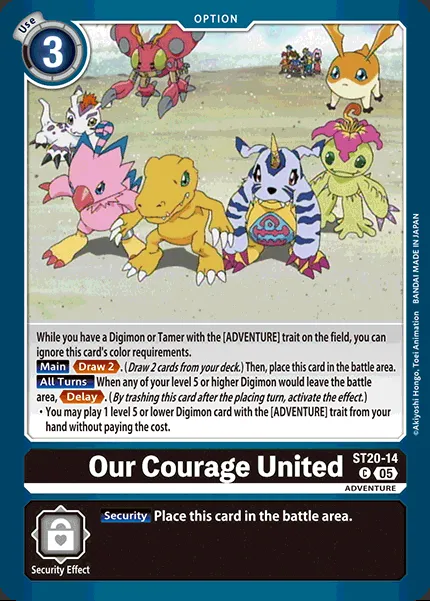 OPTION
Use
3
While you have a Digimon or Tamer with the [ADVENTURE] trait on the field, you can
ignore this card's color requirements.
Main Draw 2. (Draw 2 cards from your deck.) Then, place this card in the battle area.
All Turns When any of your level 5 or higher Digimon would leave the battle
area, Delay. (By trashing this card after the placing turn, activate the effect.)
・You may play 1 level 5 or lower Digimon card with the [ADVENTURE] trait from your
hand without paying the cost.
©Akiyoshi Hongo, Toei Animation BANDAI MADE IN JAPAN
Our Courage United
ST20-14
C 05
ADVENTURE
Security Place this card in the battle area.
Security Effect